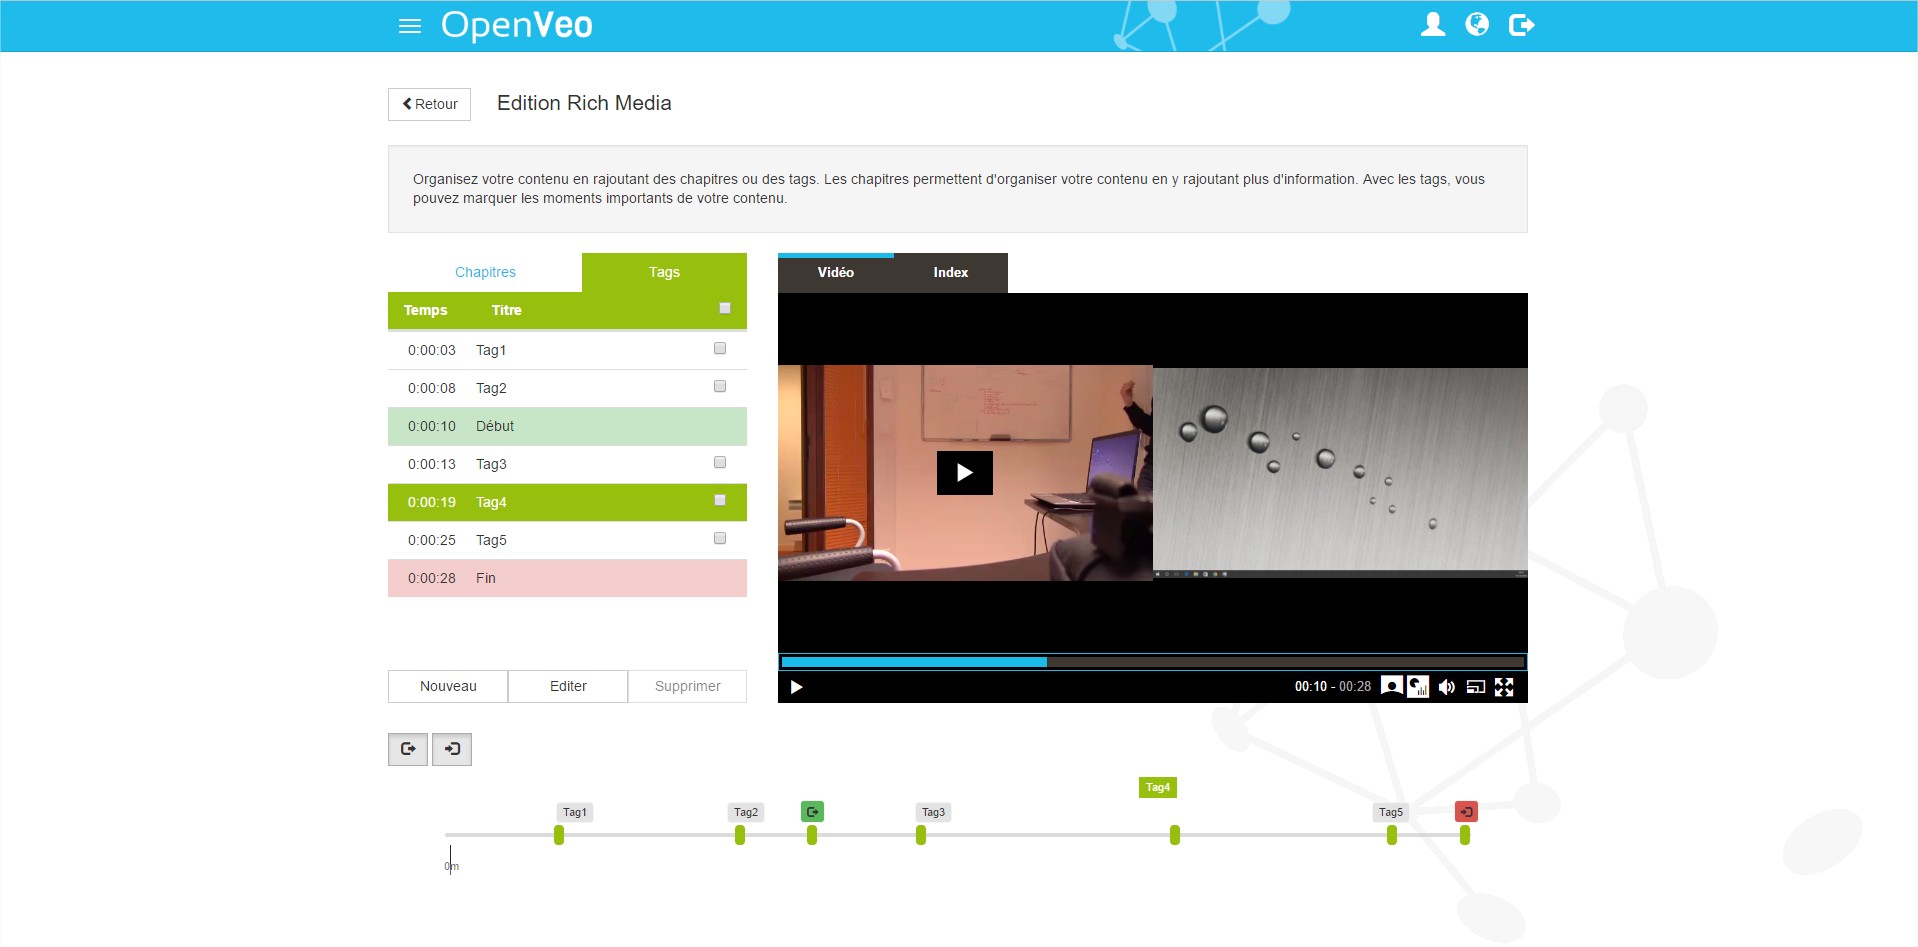 OpenVeo
Retour
Edition Rich Media
Organisez votre contenu en rajoutant des chapitres ou des tags. Les chapitres permettent d'organiser votre contenu en y rajoutant plus d'information. Avec les tags, vous
pouvez marquer les moments importants de votre contenu.
Chapitres Tags
Temps Titre
0:00:03 Tag1
0:00:08 Tag2
0:00:10 Début
0:00:13 Tag3
0:00:19 Tag4
0:00:25 Tag5
0:00:28 Fin
Nouveau Editer Supprimer
Vidéo Index
00:10 - 00:28
Tag4
Tag1 Tag2 Tag3 Tag5
0m